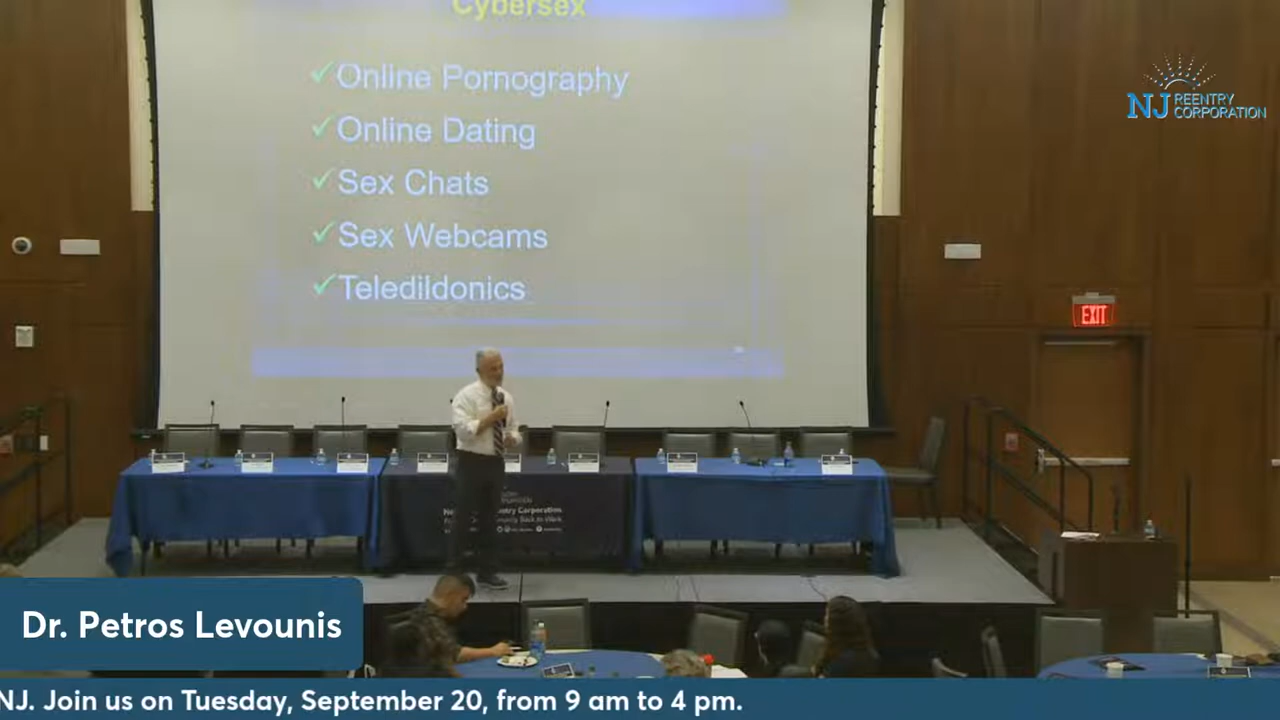 Cybersex
✓Online Pornography
✓Online Dating
✓Sex Chats
✓Sex Webcams
✓Teledildonics
NJ REENTRY
CORPORATION
EXIT
Dr. Petros Levounis
NJ. Join us on Tuesday, September 20, from 9 am to 4 pm.